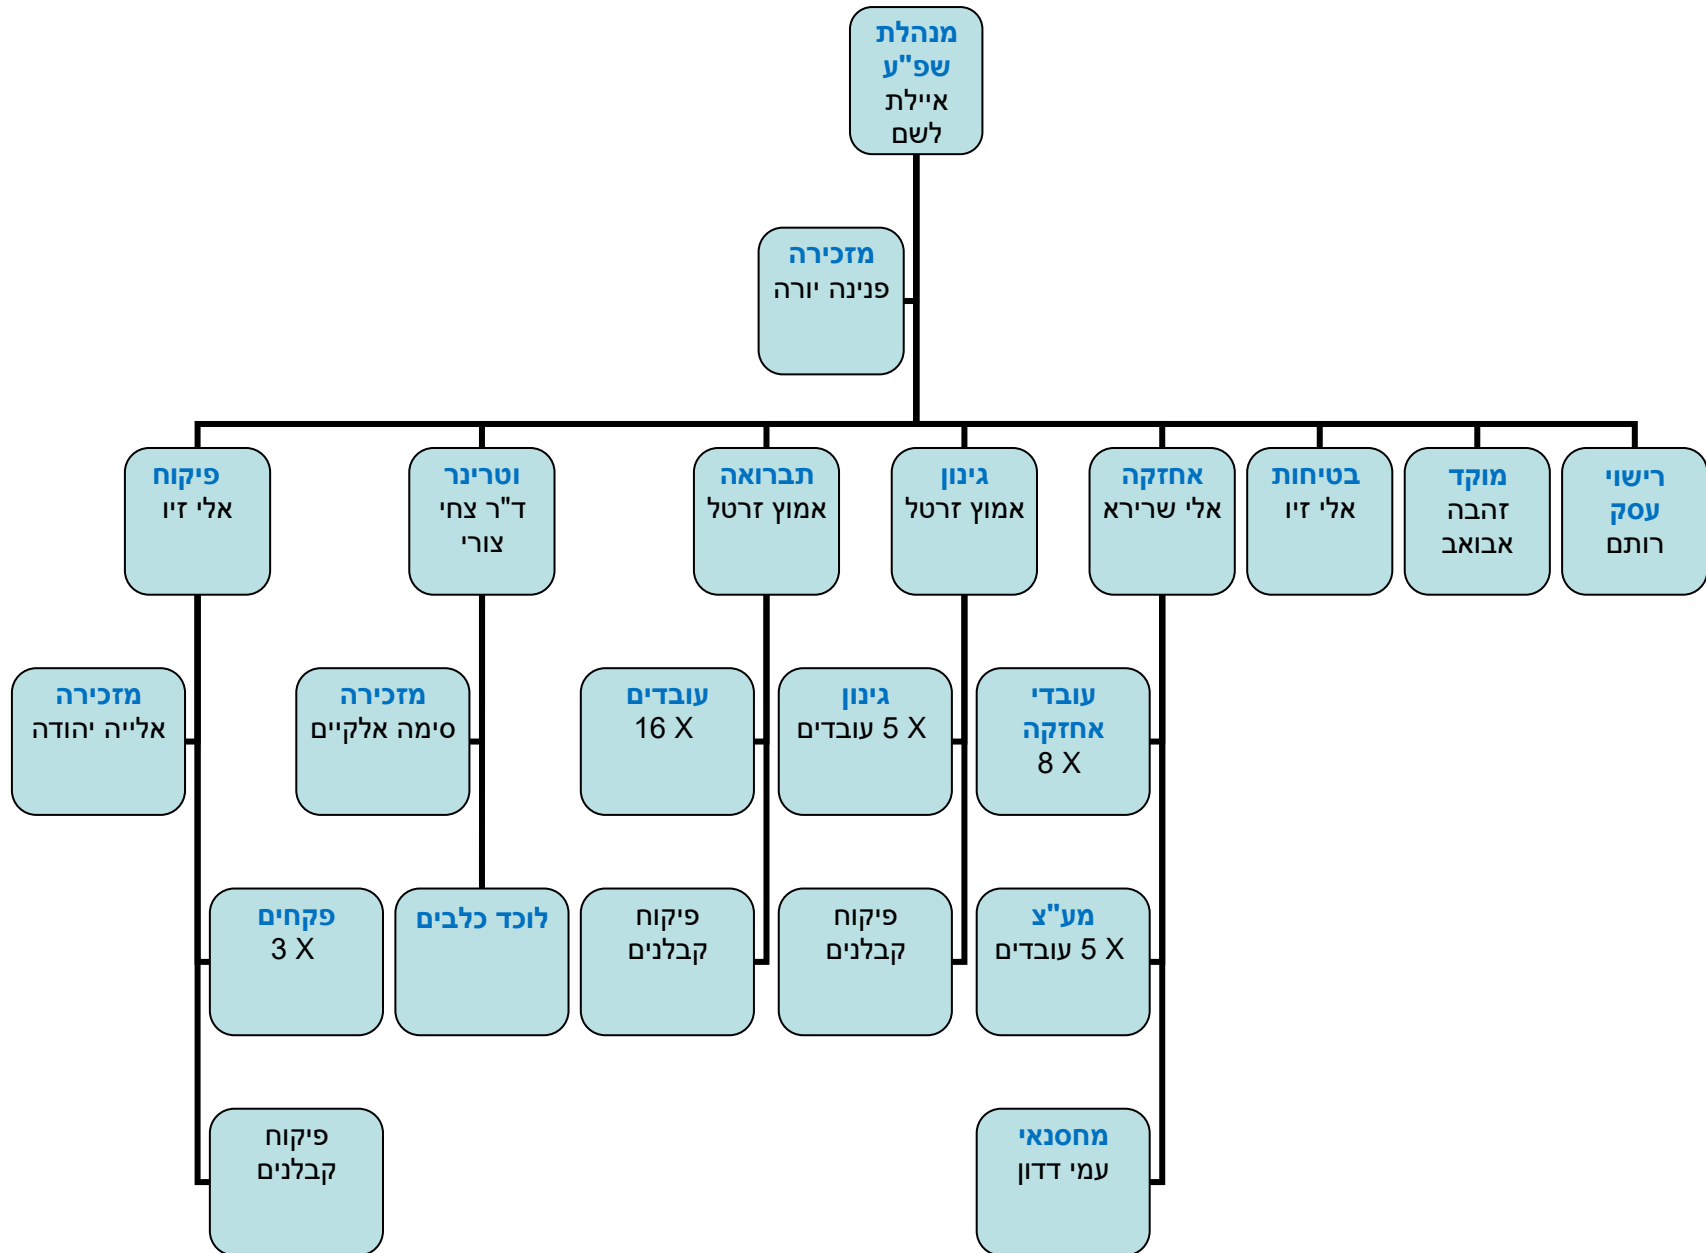 מנהלת
שפ"ע
איילת
לשם
מזכירה
פנינה יורה
רישוי
עסק
רותם
מוקד
זהבה
אבואב
בטיחות
אלי זיו
אחזקה
אלי שרירא
גינון
אמוץ זרטל
תברואה
אמוץ זרטל
וטרינר
ד"ר צחי
צורי
פיקוח
אלי זיו
עובדי
אחזקה
8 X
גינון
5 X עובדים
עובדים
16 X
מזכירה
סימה אלקיים
מזכירה
אלייה יהודה
מע"צ
5 X עובדים
פיקוח
קבלנים
פיקוח
קבלנים
לוכד כלבים
פקחים
3 X
מחסנאי
עמי דדון
פיקוח
קבלנים